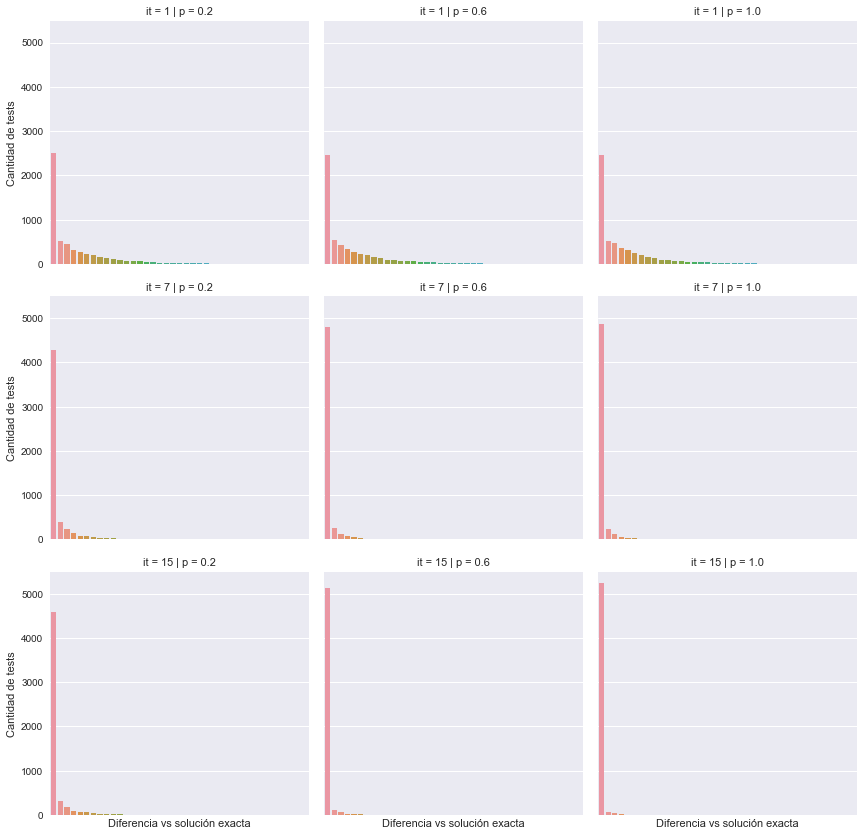 it = 1 | p = 0.2
it = 1 | p = 0.6
it = 1 | p = 1.0
Cantidad de tests
5000
4000
3000
2000
1000
0
it = 7 | p = 0.2
it = 7 | p = 0.6
it = 7 | p = 1.0
Cantidad de tests
5000
4000
3000
2000
1000
0
it = 15 | p = 0.2
it = 15 | p = 0.6
it = 15 | p = 1.0
Cantidad de tests
5000
4000
3000
2000
1000
0
Diferencia vs solución exacta
Diferencia vs solución exacta
Diferencia vs solución exacta